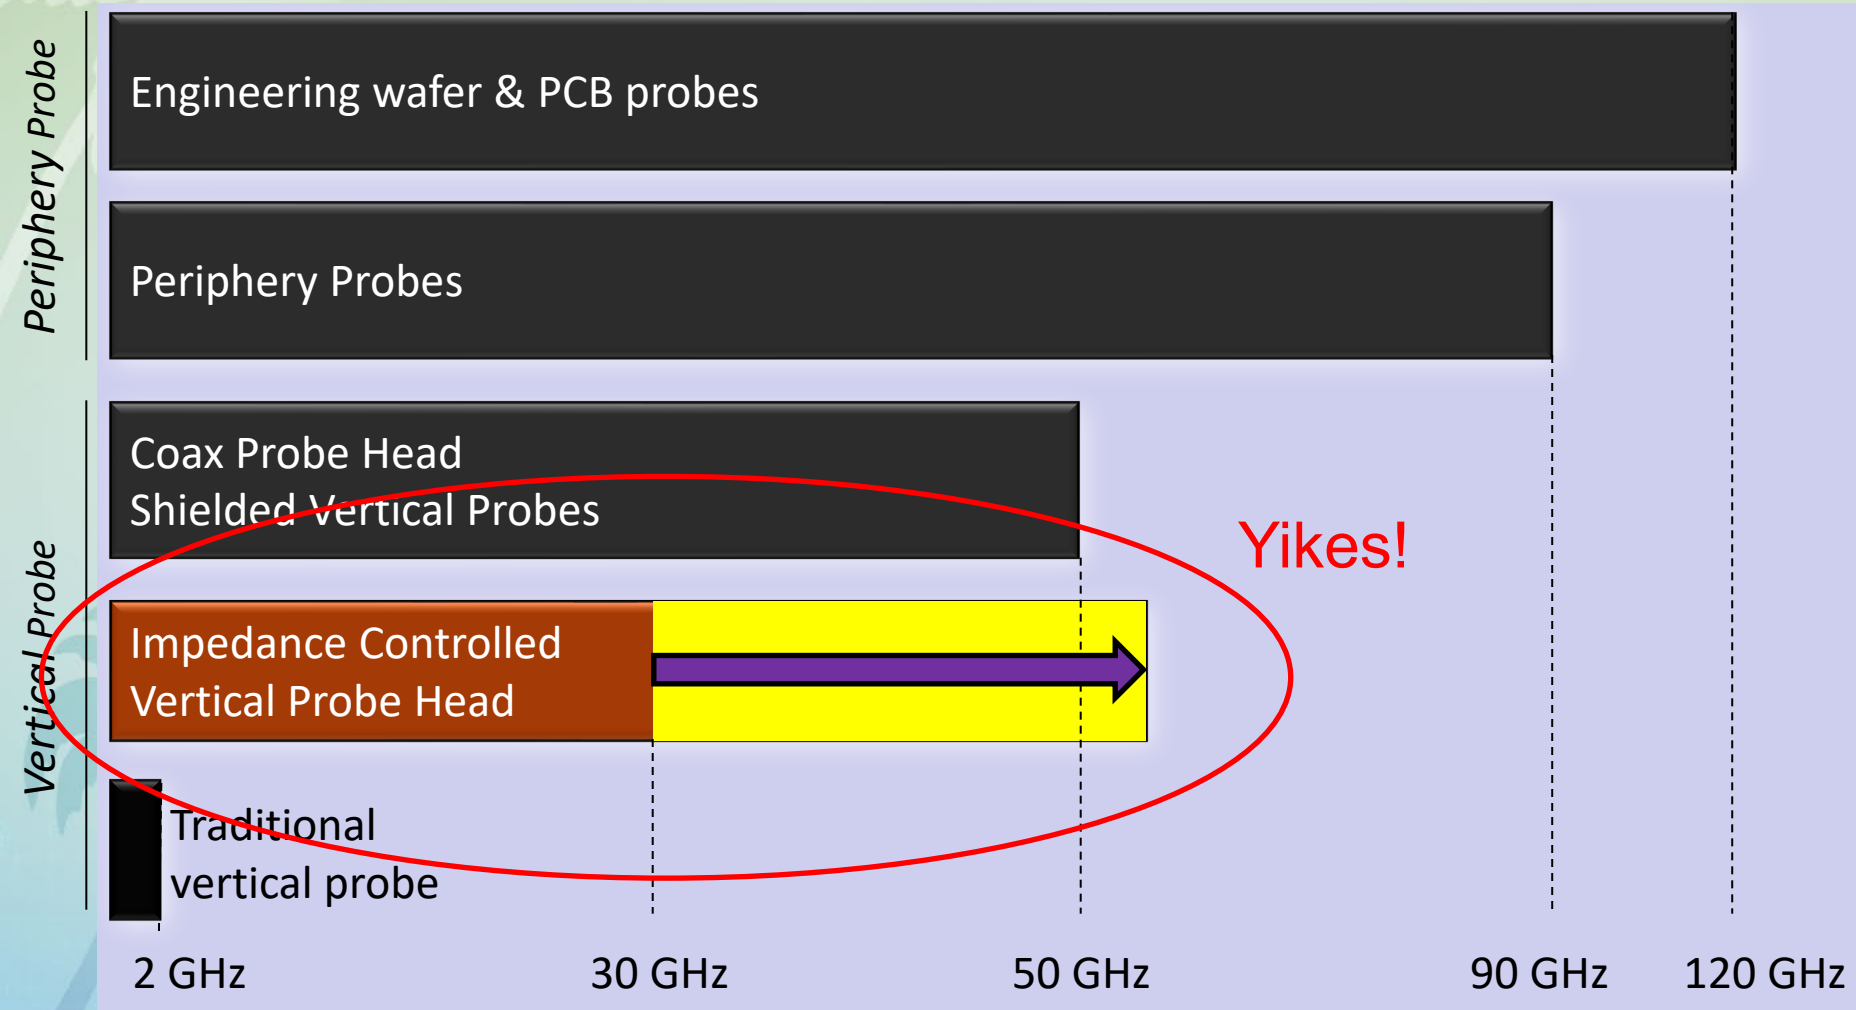 Periphery Probe
Engineering wafer & PCB probes
Periphery Probes
Vertical Probe
Coax Probe Head
Shielded Vertical Probes
Yikes!
Impedance Controlled
Vertical Probe Head
Traditional
vertical probe
2 GHz
30 GHz
50 GHz
90 GHz
120 GHz